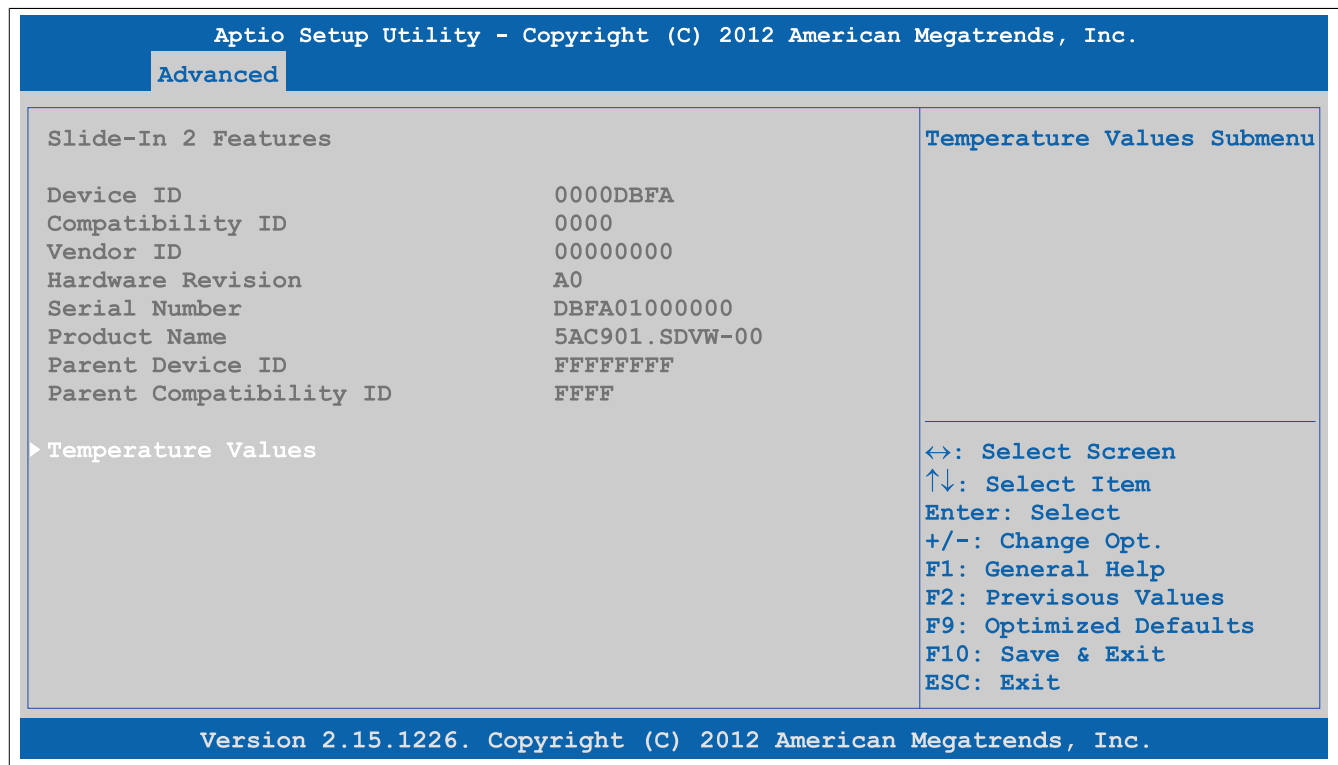 Aptio Setup Utility - Copyright (C) 2012 American Megatrends, Inc.
Advanced
Slide-In 2 Features
Device ID 0000DBFA
Compatibility ID 0000
Vendor ID 00000000
Hardware Revision A0
Serial Number DBFA01000000
Product Name 5AC901.SDVW-00
Parent Device ID FFFFFFFF
Parent Compatibility ID FFFF
Temperature Values
Temperature Values Submenu
↔: Select Screen
↑↓: Select Item
Enter: Select
+/-: Change Opt.
F1: General Help
F2: Previsous Values
F9: Optimized Defaults
F10: Save & Exit
ESC: Exit
Version 2.15.1226. Copyright (C) 2012 American Megatrends, Inc.